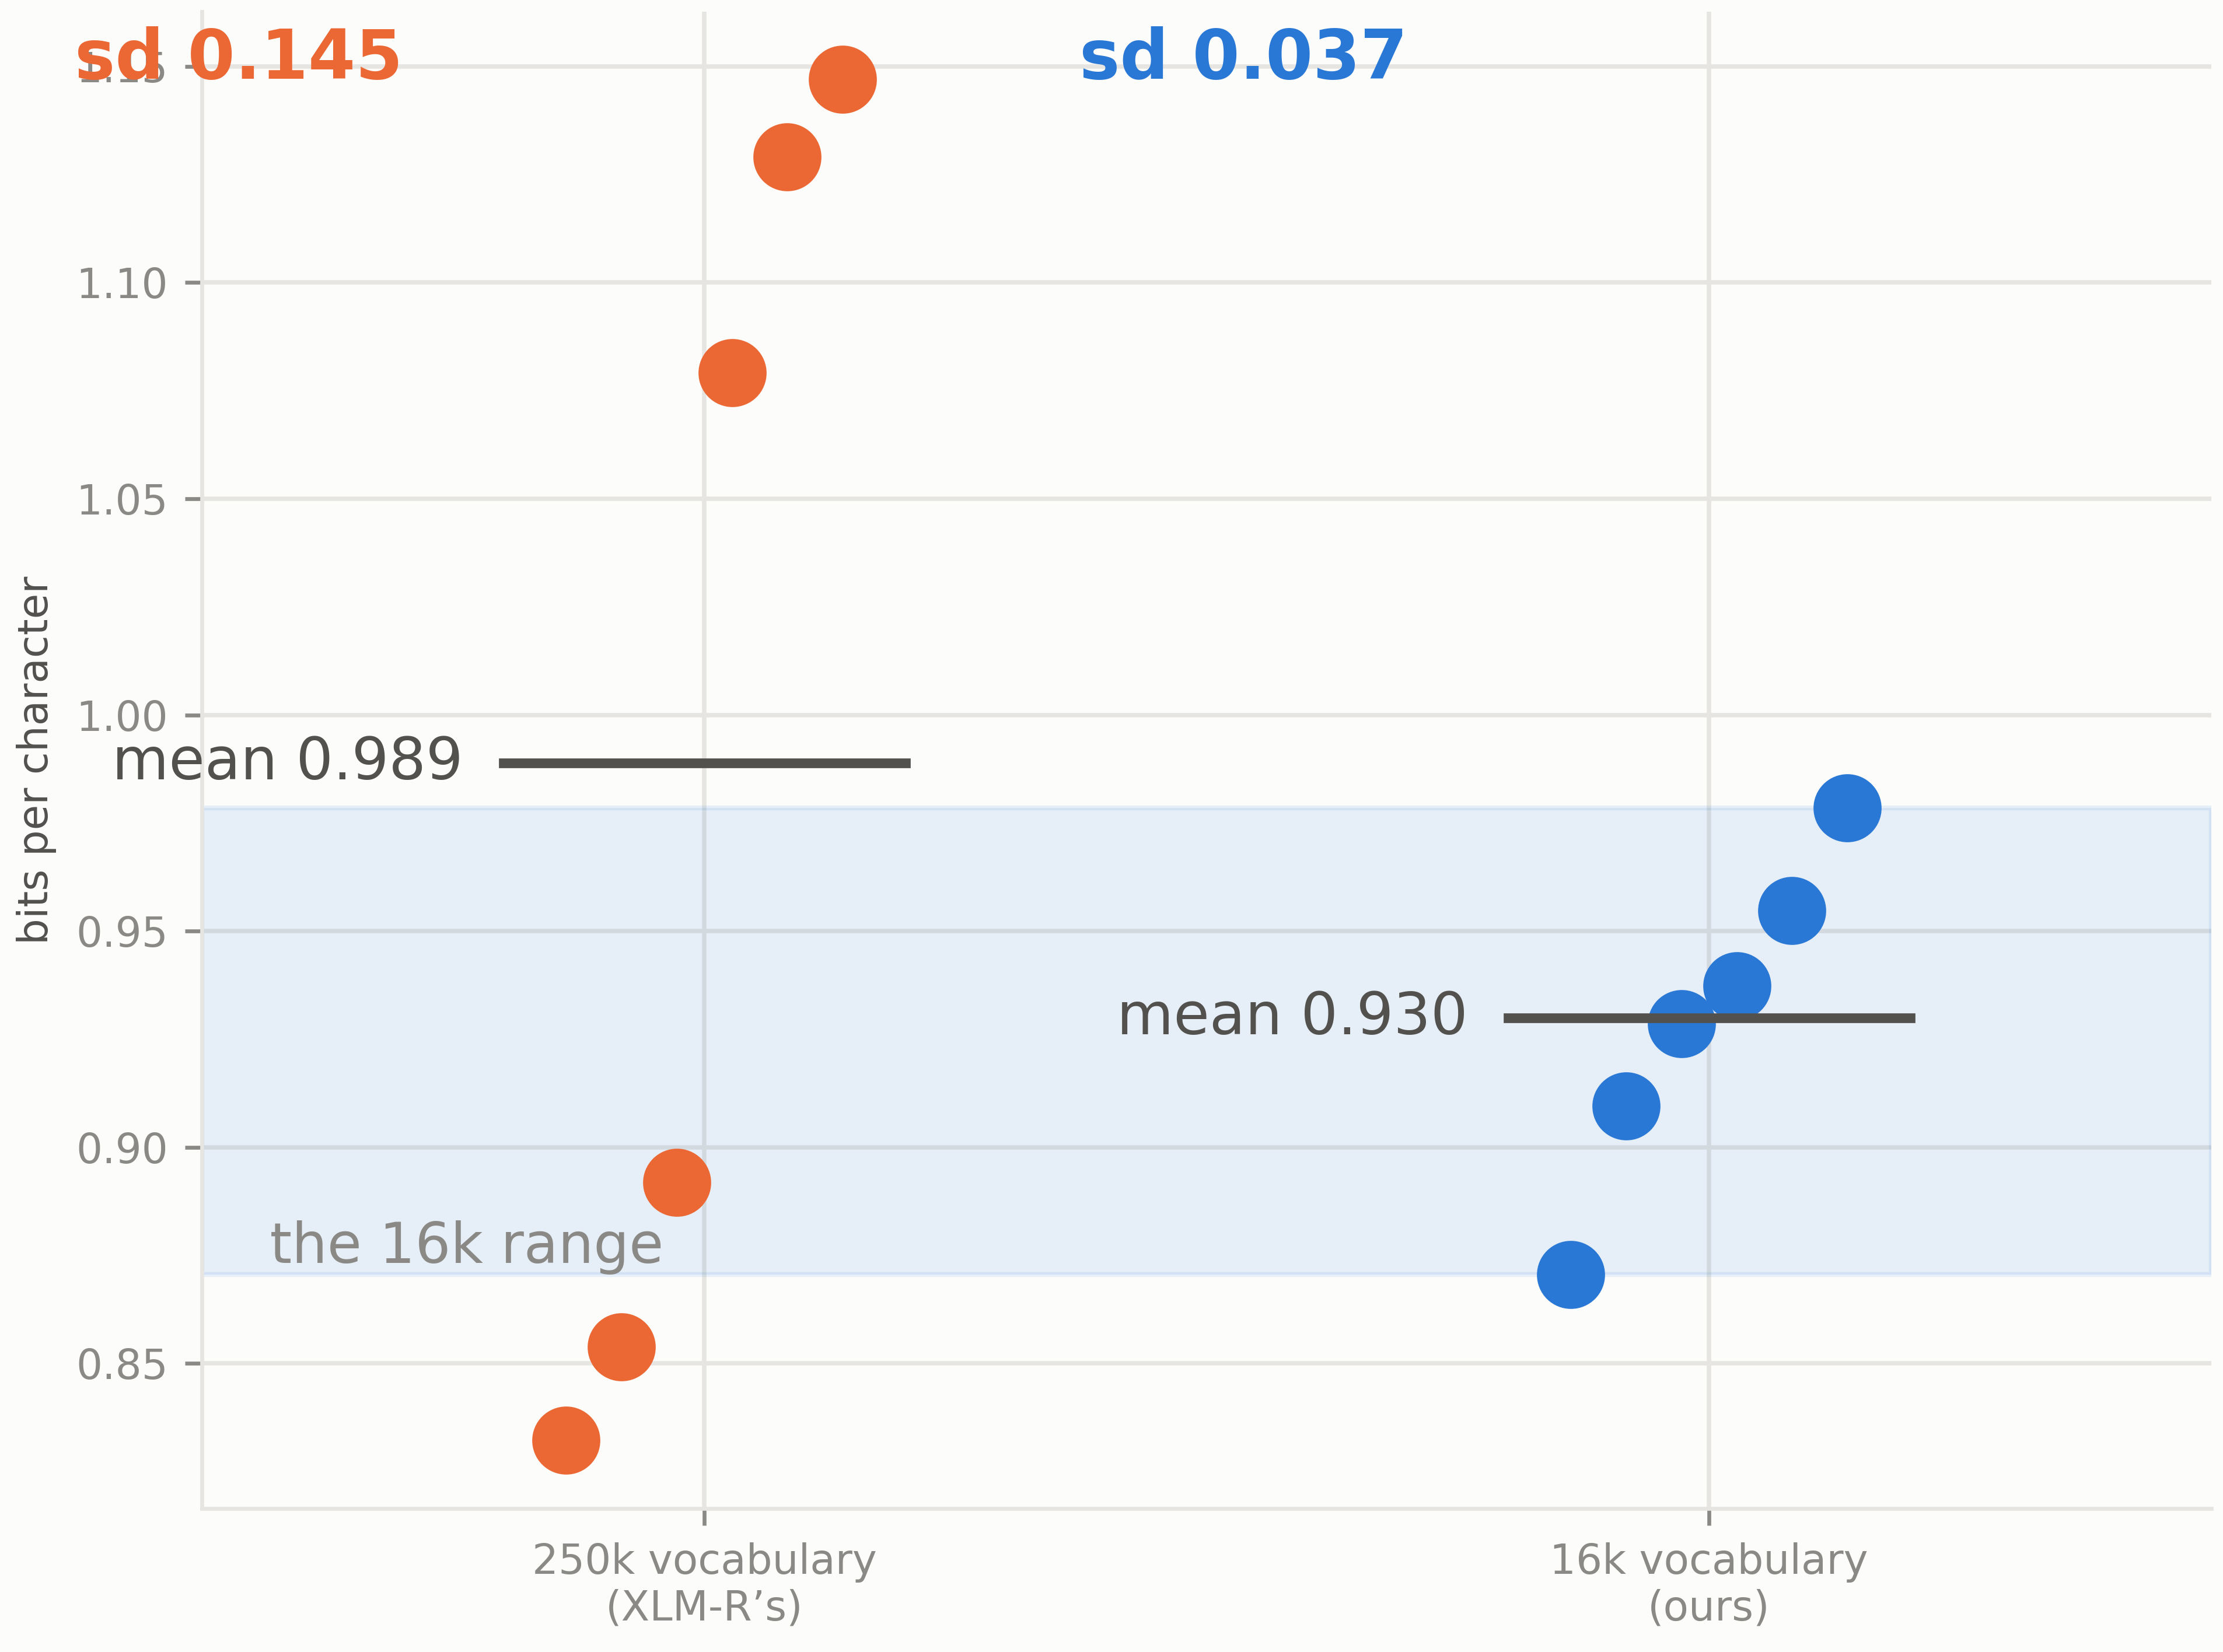 sd 0.145
sd 0.037
1.10
1.05
1.00
mean 0.989
bits per character
0.95
mean 0.930
0.90
the 16k range
0.85
250k vocabulary
(XLM-R’s)
16k vocabulary
(ours)